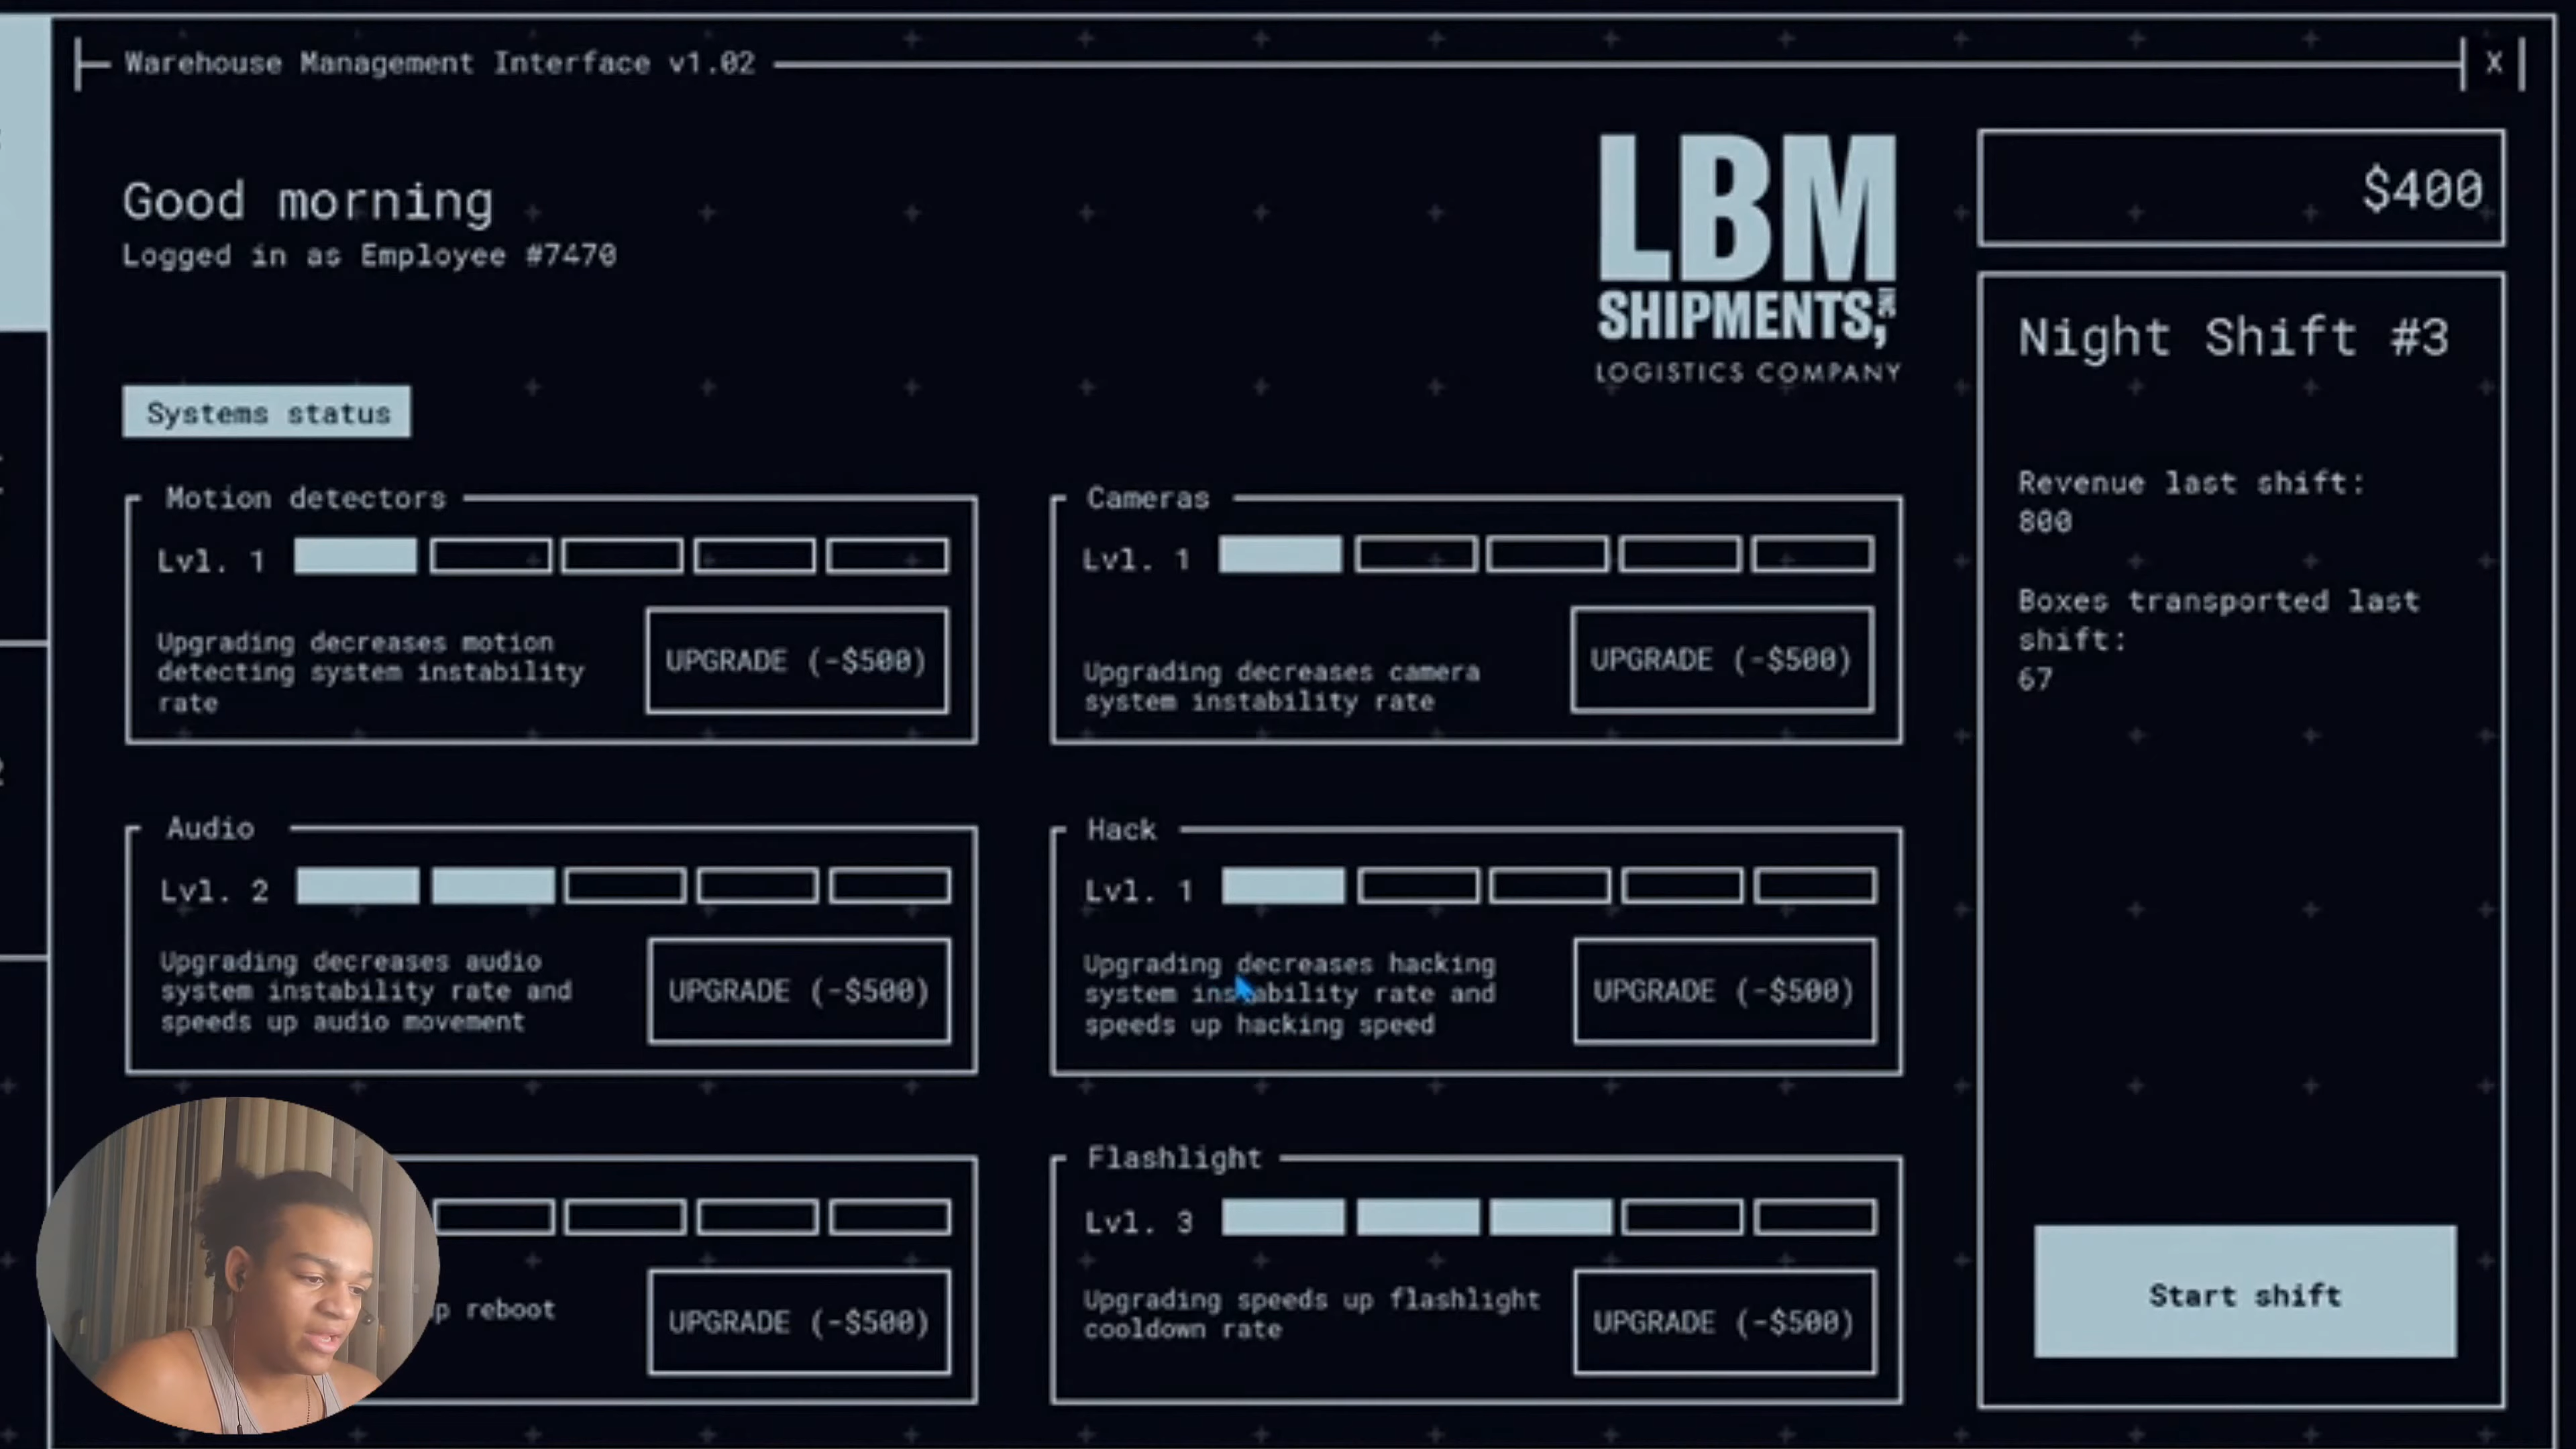 Warehouse Management Interface v1.02
X
Good morning
Logged in as Employee #7470
LBM
SHIPMENTS, INC
LOGISTICS COMPANY
$400
Night Shift #3
Revenue last shift:
800
Boxes transported last
shift:
67
Start shift
Systems status
Motion detectors
Lvl. 1
Upgrading decreases motion
detecting system instability
rate
UPGRADE (-$500)
Cameras
Lvl. 1
Upgrading decreases camera
system instability rate
UPGRADE (-$500)
Audio
Lvl. 2
Upgrading decreases audio
system instability rate and
speeds up audio movement
UPGRADE (-$500)
Hack
Lvl. 1
Upgrading decreases hacking
system instability rate and
speeds up hacking speed
UPGRADE (-$500)
reboot
UPGRADE (-$500)
Flashlight
Lvl. 3
Upgrading speeds up flashlight
cooldown rate
UPGRADE (-$500)